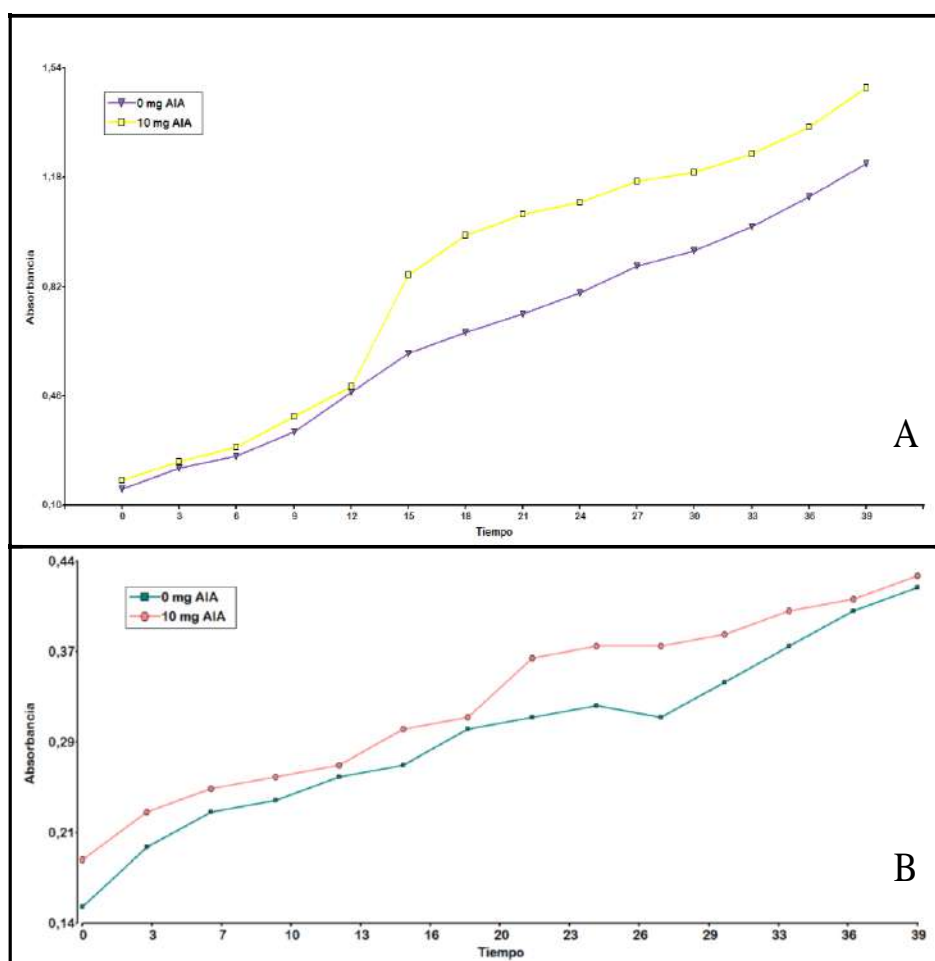 1,54
0 mg AIA
10 mg AIA
1,18
0,82
Absorbancia
0,46
A
0,10
0 3 6 9 12 15 18 21 24 27 30 33 36 39
Tiempo
0,44
0 mg AIA
10 mg AIA
0,37
0,29
Absorbancia
0,21
B
0,14
0 3 7 10 13 16 20 23 26 29 33 36 39
Tiempo